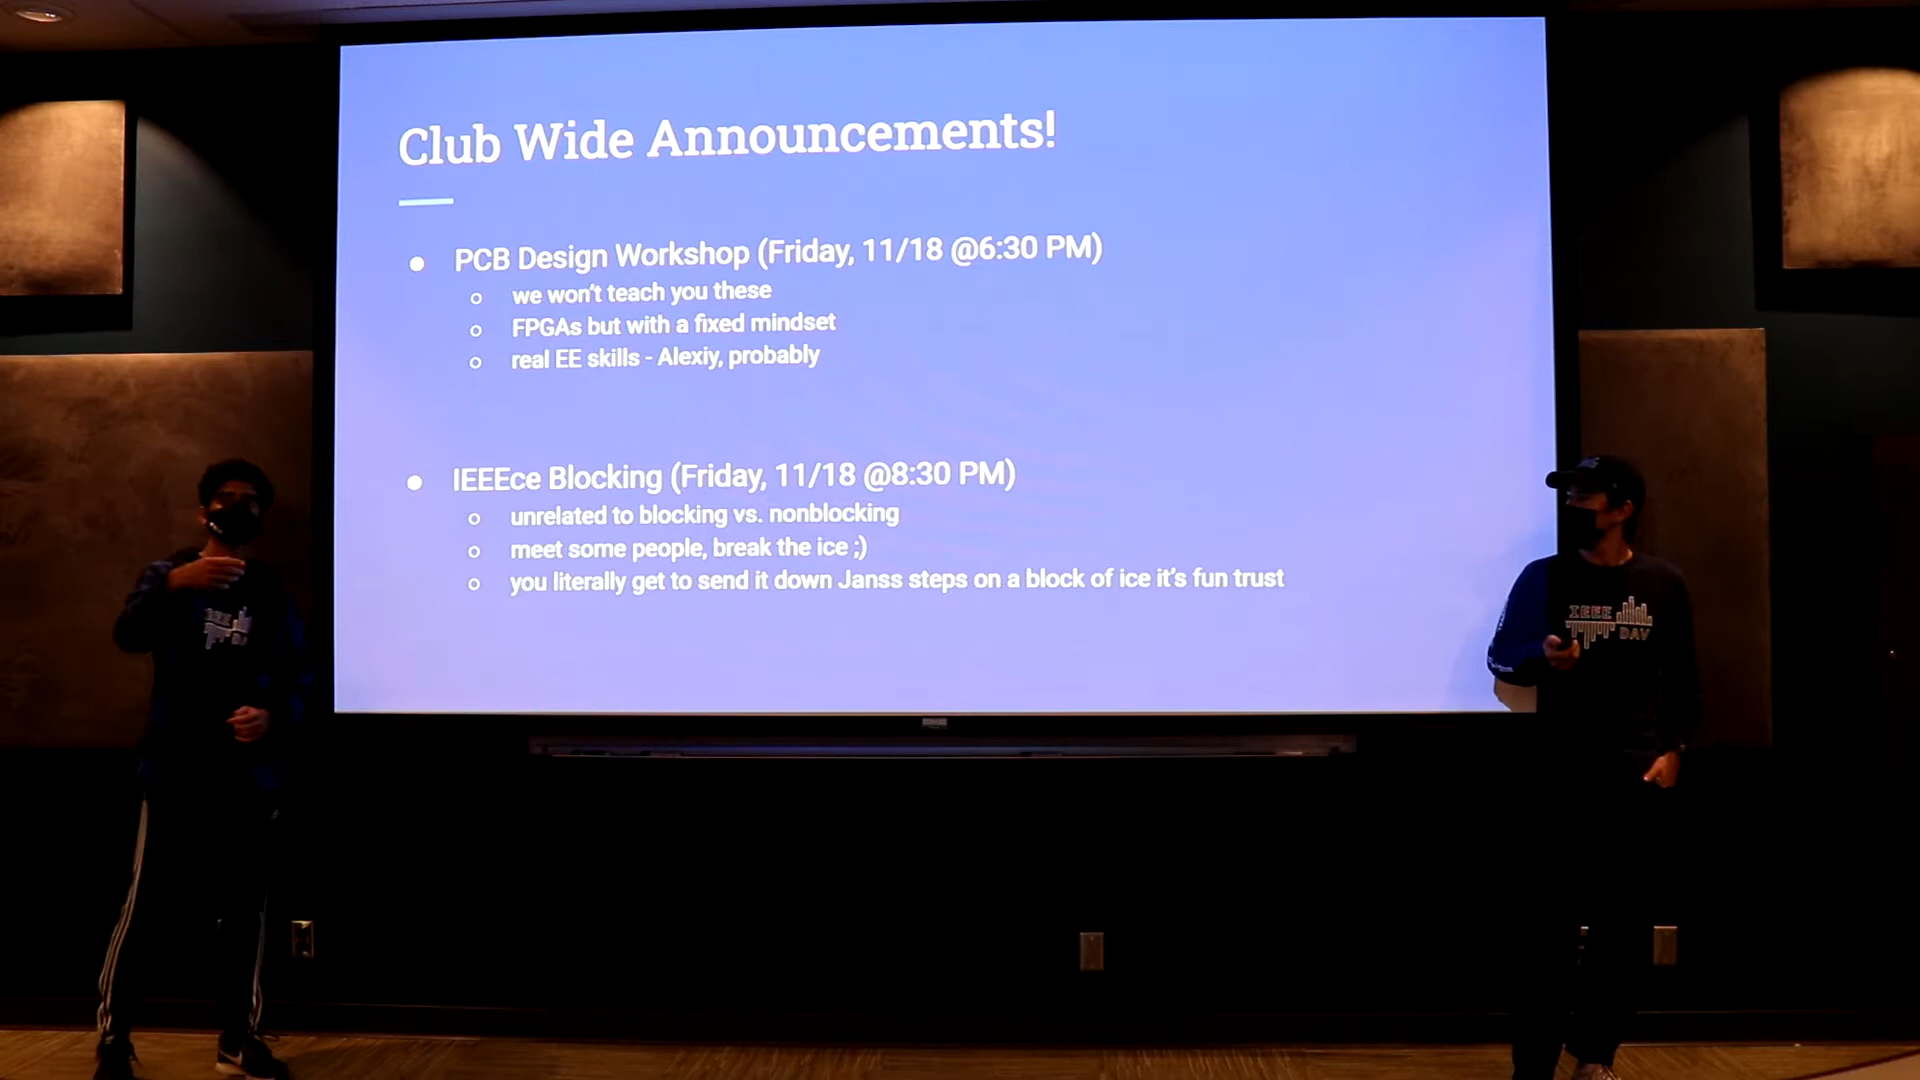 Club Wide Announcements!
● PCB Design Workshop (Friday, 11/18 @6:30 PM)
○ we won't teach you these
○ FPGAs but with a fixed mindset
○ real EE skills - Alexiy, probably
● IEEEce Blocking (Friday, 11/18 @8:30 PM)
○ unrelated to blocking vs. nonblocking
○ meet some people, break the ice ;)
○ you literally get to send it down Janss steps on a block of ice it's fun trust
IEEE
DAV